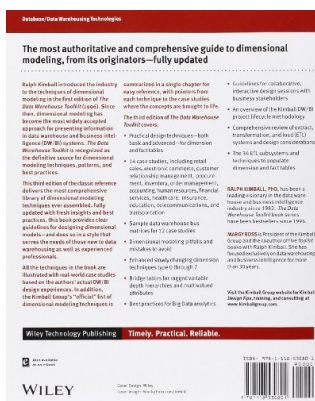 Database/Data Warehousing Technologies
The most authoritative and comprehensive guide to dimensional
modeling, from its originators—fully updated
Ralph Kimball introduced the industry
to the techniques of dimensional
modeling in the first edition of The
Data Warehouse Toolkit (1996). Since
then, dimensional modeling has
become the most widely accepted
approach for presenting information
in data warehouse and business intel-
ligence (DW/BI) systems. The Data
Warehouse Toolkit is recognized as
the definitive source for dimensional
modeling techniques, patterns, and
best practices.
This third edition of the classic reference
delivers the most comprehensive
library of dimensional modeling
techniques ever assembled. Fully
updated with fresh insights and best
practices, this book provides clear
guidelines for designing dimensional
models—and does so in a style that
serves the needs of those new to data
warehousing as well as experienced
professionals.
All the techniques in the book are
illustrated with real-world case studies
based on the authors' actual DW/BI
design experiences. In addition,
the Kimball Group's "official" list of
dimensional modeling techniques is
summarized in a single chapter for
easy reference, with pointers from
each technique to the case studies
where the concepts are brought to life.
The third edition of The Data Warehouse
Toolkit covers:
• Practical design techniques—both
basic and advanced—for dimension
and fact tables
• 14 case studies, including retail
sales, electronic commerce, customer
relationship management, procure-
ment, inventory, order management,
accounting, human resources, financial
services, healthcare, insurance,
education, telecommunications, and
transportation
• Sample data warehouse bus
matrices for 12 case studies
• Dimensional modeling pitfalls and
mistakes to avoid
• Enhanced slowly changing dimension
techniques type 0 through 7
• Bridge tables for ragged variable
depth hierarchies and multivalued
attributes
• Best practices for Big Data analytics
• Guidelines for collaborative,
interactive design sessions with
business stakeholders
• An overview of the Kimball DW/BI
project lifecycle methodology
• Comprehensive review of extract,
transformation, and load (ETL)
systems and design considerations
• The 34 ETL subsystems and
techniques to populate
dimension and fact tables
RALPH KIMBALL, PhD, has been a
leading visionary in the data ware-
house and business intelligence
industry since 1982. The Data
Warehouse Toolkit book series
have been bestsellers since 1996.
MARGY ROSS is President of the Kimball
Group and the coauthor of five Toolkit
books with Ralph Kimball. She has
focused exclusively on data warehousing
and business intelligence for more
than 30 years.
Visit the Kimball Group website for Kimball
Design Tips, training, and consulting at
www.kimballgroup.com.
Wiley Technology Publishing
Timely. Practical. Reliable.
Also available
as an e-book
WILEY
Cover Design: Wiley
ISBN: 978-1-118-53080-1